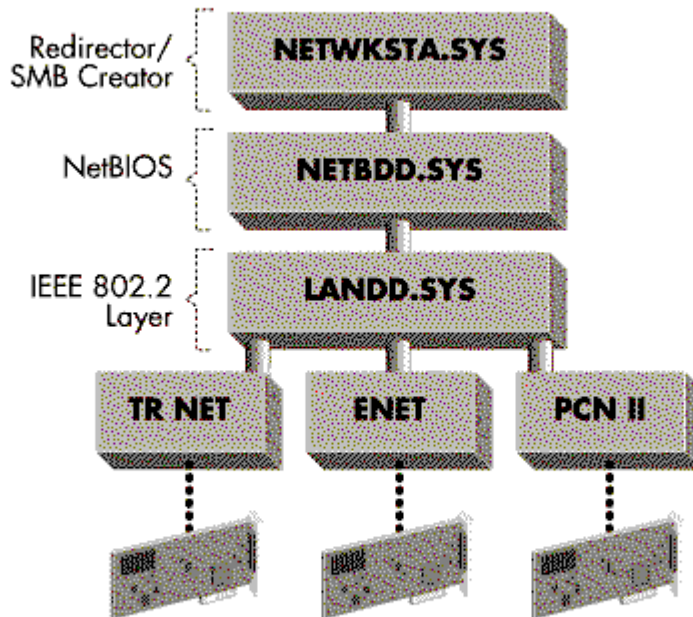 Redirector/
SMB Creator
NETWKSTA.SYS
NetBIOS
NETBDD.SYS
IEEE 802.2
Layer
LANDD.SYS
TR NET
ENET
PCN II